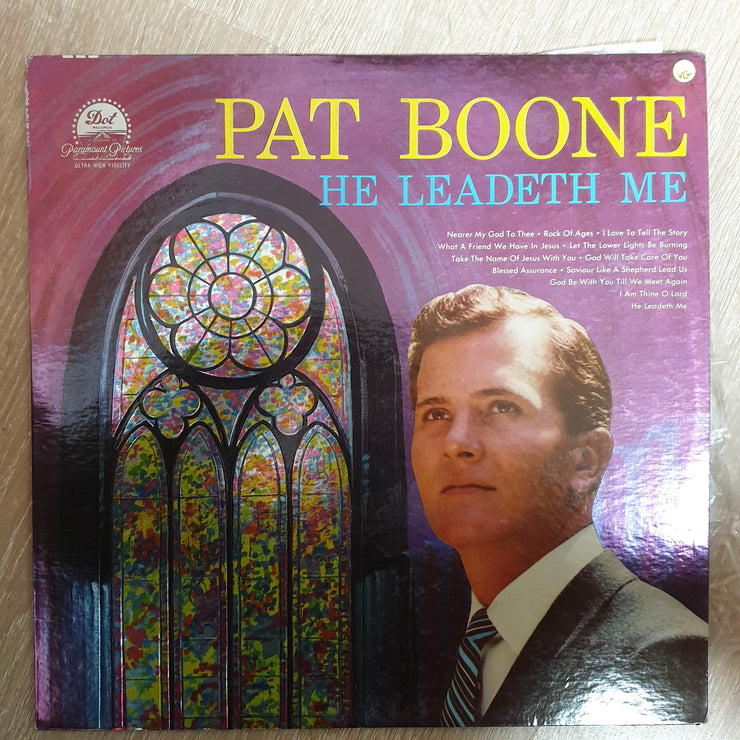 VG
Dot
RECORDS
Paramount Pictures
ULTRA HIGH FIDELITY
PAT BOONE
HE LEADETH ME
Nearer My God To Thee • Rock Of Ages • I Love To Tell The Story
What A Friend We Have In Jesus • Let The Lower Lights Be Burning
Take The Name Of Jesus With You • God Will Take Care Of You
Blessed Assurance • Saviour Like A Shepherd Lead Us
God Be With You Till We Meet Again
I Am Thine O Lord
He Leadeth Me